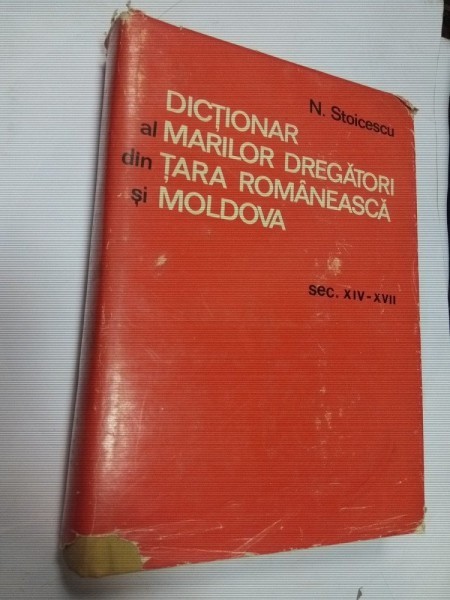 N. Stoicescu
DICȚIONAR
al MARILOR DREGĂTORI
din ȚARA ROMÂNEASCĂ
și MOLDOVA
sec. XIV-XVII